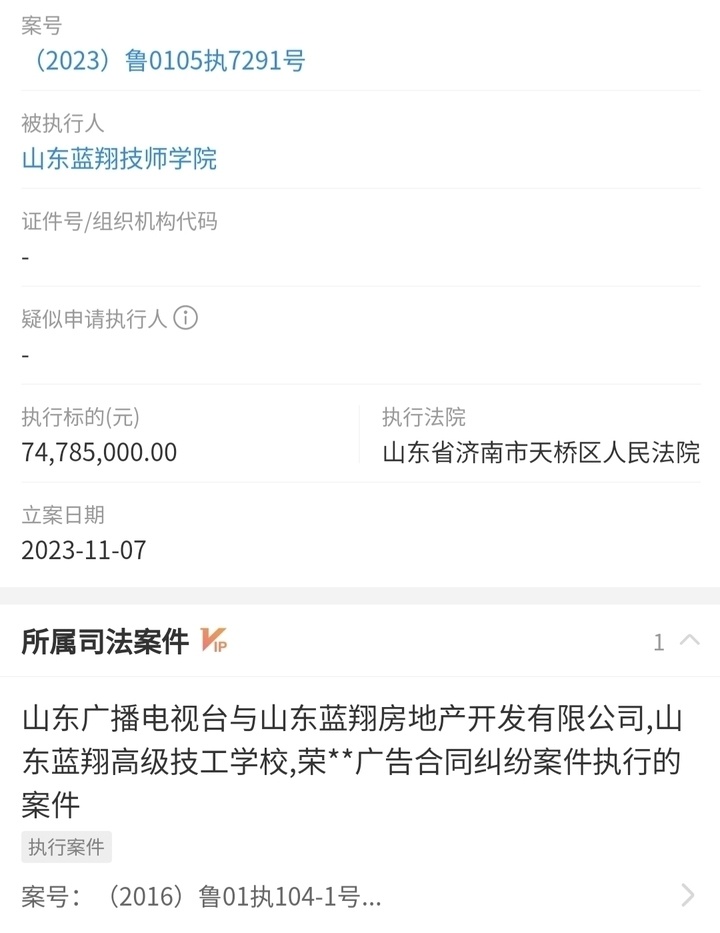 案号
（2023）鲁0105执7291号
被执行人
山东蓝翔技师学院
证件号/组织机构代码
-
疑似申请执行人
-
执行标的(元)
74,785,000.00
执行法院
山东省济南市天桥区人民法院
立案日期
2023-11-07
所属司法案件 VIP
1
山东广播电视台与山东蓝翔房地产开发有限公司,山
东蓝翔高级技工学校,荣**广告合同纠纷案件执行的
案件
执行案件
案号：（2016）鲁01执104-1号...